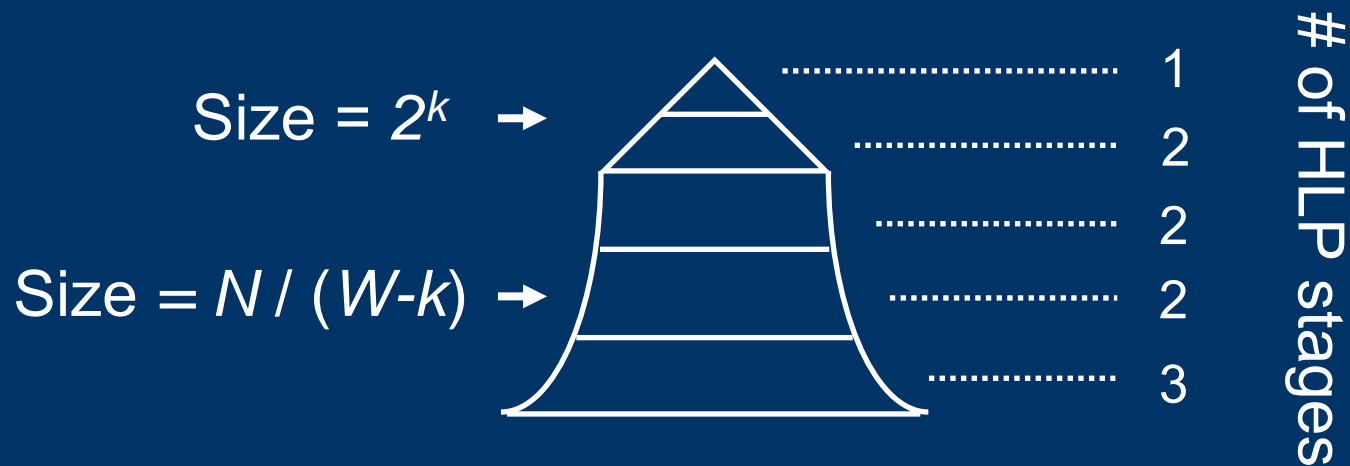 Size = 2^k
Size = N / (W-k)
1
2
2
2
3
# of HLP stages